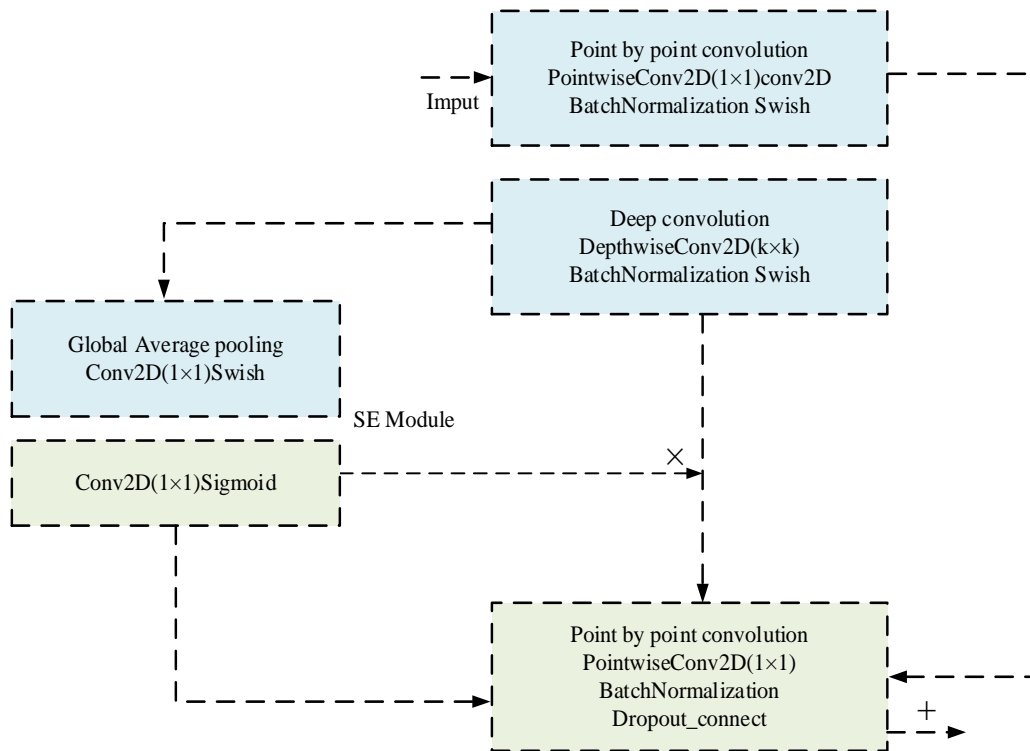 Point by point convolution
PointwiseConv2D(1×1)conv2D
BatchNormalization Swish
Imput
Deep convolution
DepthwiseConv2D(k×k)
BatchNormalization Swish
Global Average pooling
Conv2D(1×1)Swish
SE Module
Conv2D(1×1)Sigmoid
×
Point by point convolution
PointwiseConv2D(1×1)
BatchNormalization
Dropout_connect
+